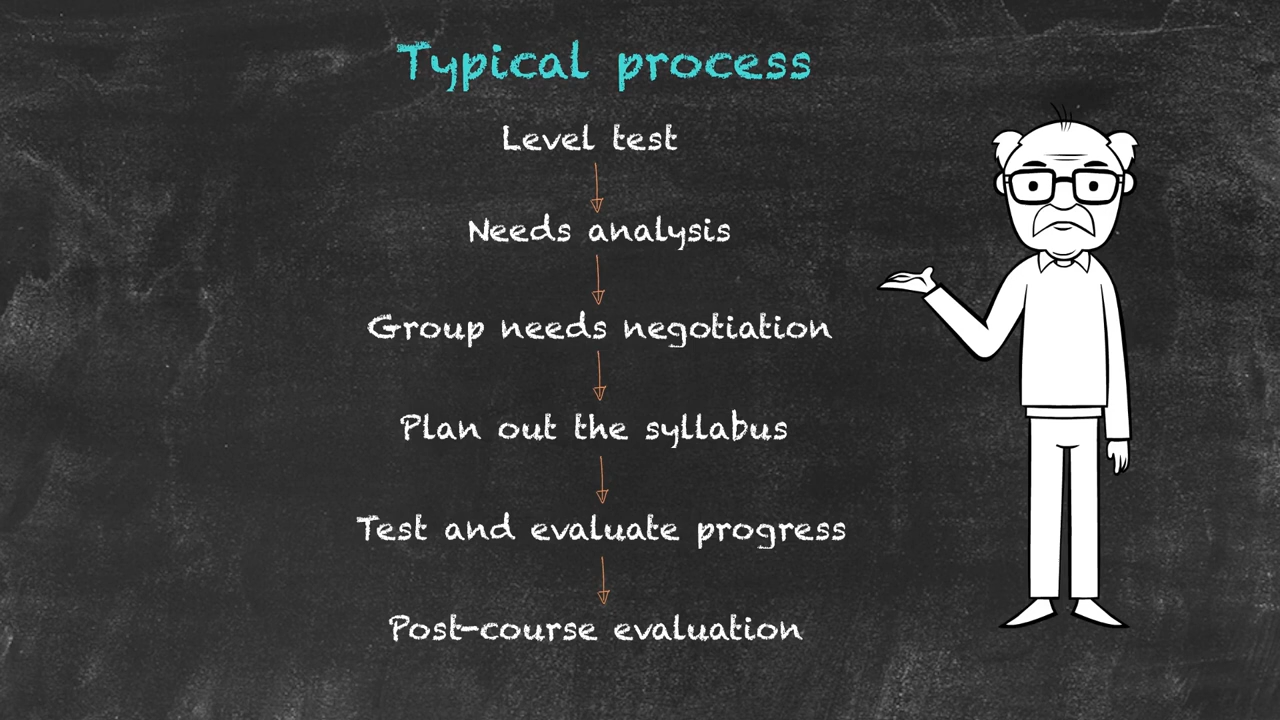 Typical process
Level test
Needs analysis
Group needs negotiation
Plan out the syllabus
Test and evaluate progress
Post-course evaluation